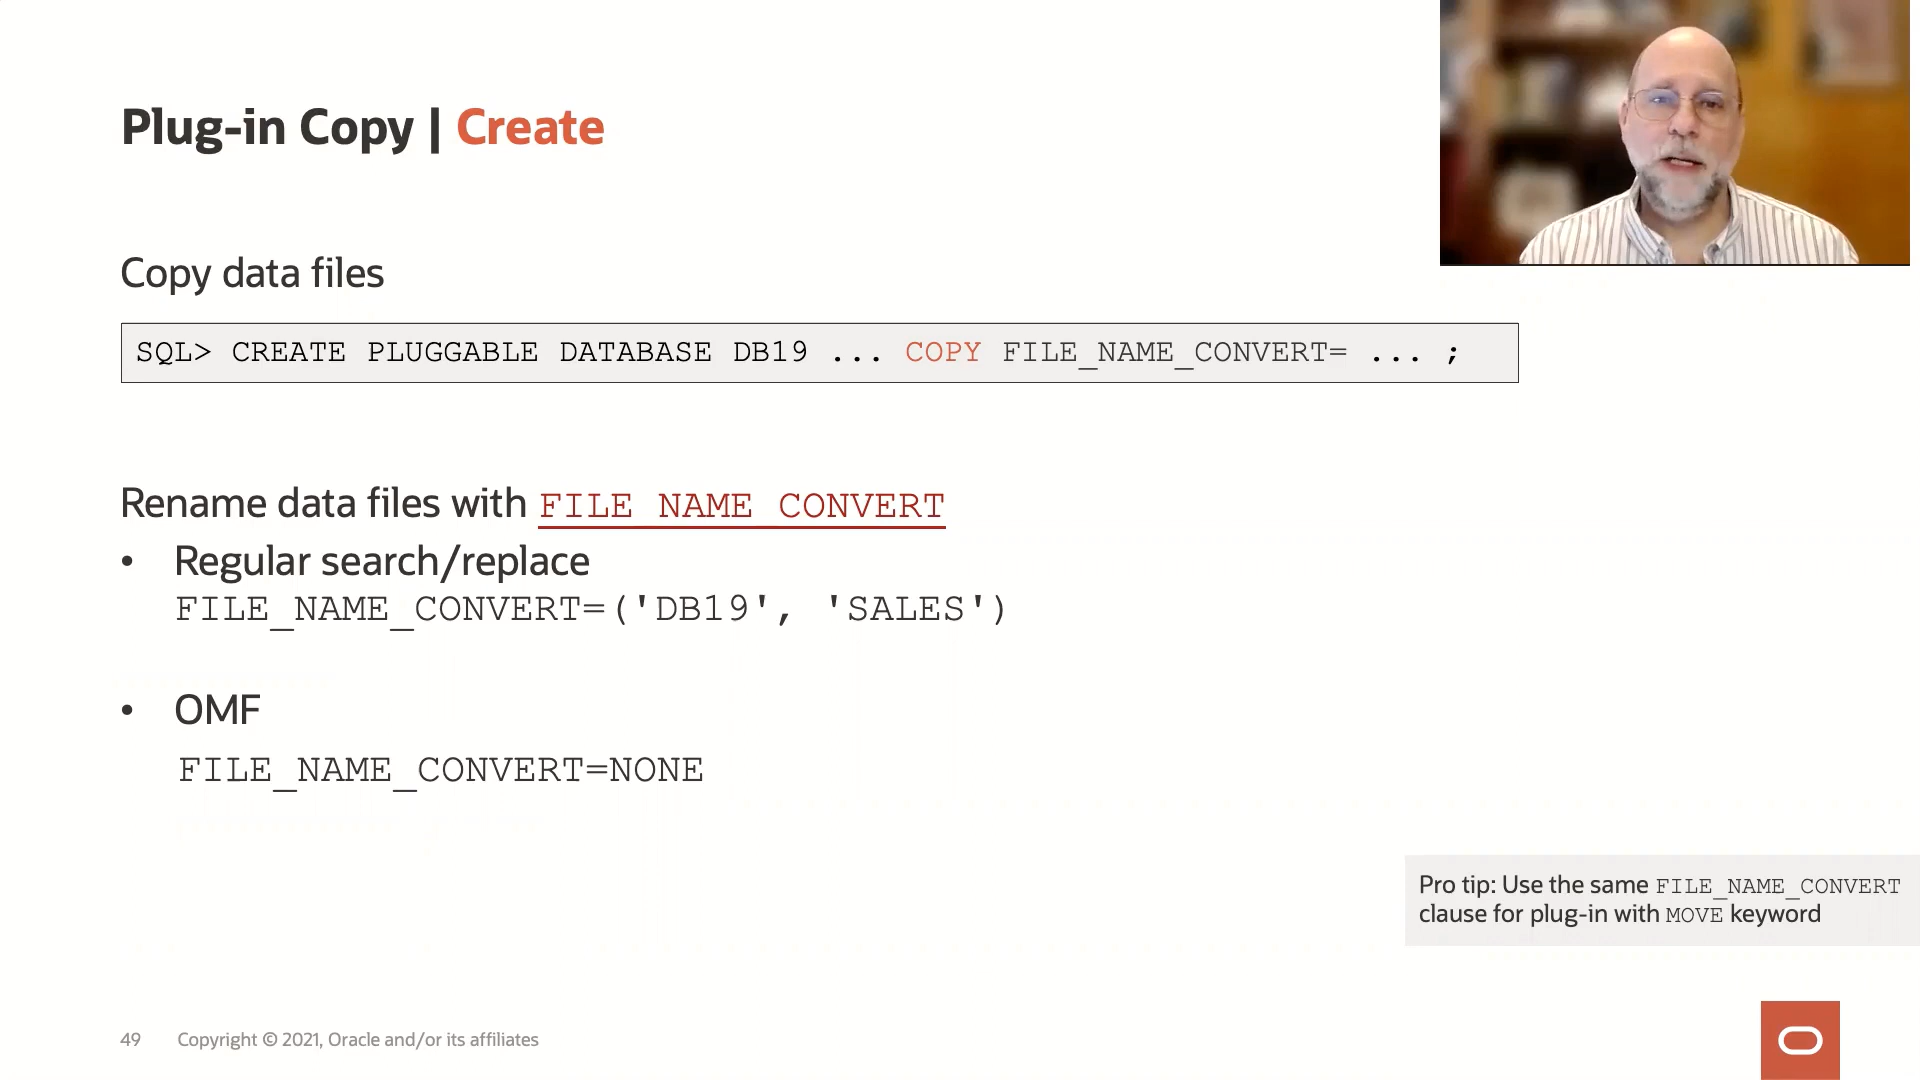 Plug-in Copy | Create
Copy data files
SQL> CREATE PLUGGABLE DATABASE DB19 ... COPY FILE_NAME_CONVERT= ... ;
Rename data files with FILE_NAME_CONVERT
• Regular search/replace
FILE_NAME_CONVERT=('DB19', 'SALES')
• OMF
FILE_NAME_CONVERT=NONE
Pro tip: Use the same FILE_NAME_CONVERT
clause for plug-in with MOVE keyword
49 Copyright © 2021, Oracle and/or its affiliates